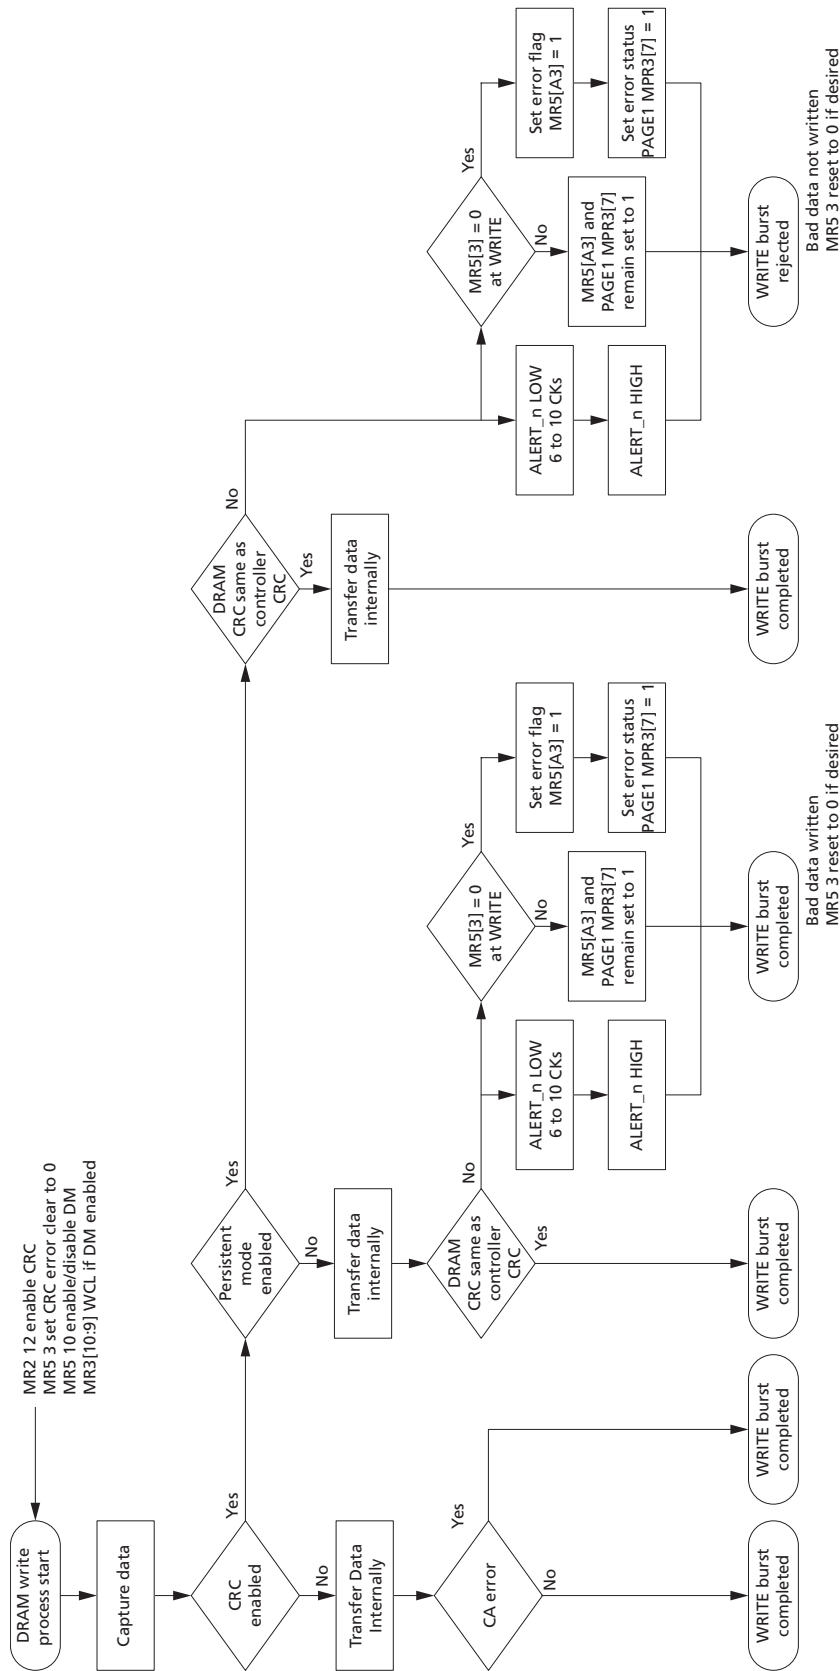 DRAM write
process start
MR2 12 enable CRC
MR5 3 set CRC error clear to 0
MR5 10 enable/disable DM
MR3[10:9] WCL if DM enabled
Capture data
CRC
enabled
Yes
No
Transfer Data
Internally
CA error
Yes
No
WRITE burst
completed
WRITE burst
completed
Persistent
mode
enabled
Yes
No
Transfer data
internally
DRAM
CRC same as
controller
CRC
No
Yes
WRITE burst
completed
ALERT_n LOW
6 to 10 CKs
ALERT_n HIGH
MR5[3] = 0
at WRITE
Yes
No
MR5[A3] and
PAGE1 MPR3[7]
remain set to 1
Set error flag
MR5[A3] = 1
Set error status
PAGE1 MPR3[7] = 1
WRITE burst
completed
Bad data written
MR5 3 reset to 0 if desired
DRAM
CRC same as
controller
CRC
No
Yes
Transfer data
internally
WRITE burst
completed
ALERT_n LOW
6 to 10 CKs
ALERT_n HIGH
MR5[3] = 0
at WRITE
Yes
No
MR5[A3] and
PAGE1 MPR3[7]
remain set to 1
Set error flag
MR5[A3] = 1
Set error status
PAGE1 MPR3[7] = 1
WRITE burst
rejected
Bad data not written
MR5 3 reset to 0 if desired